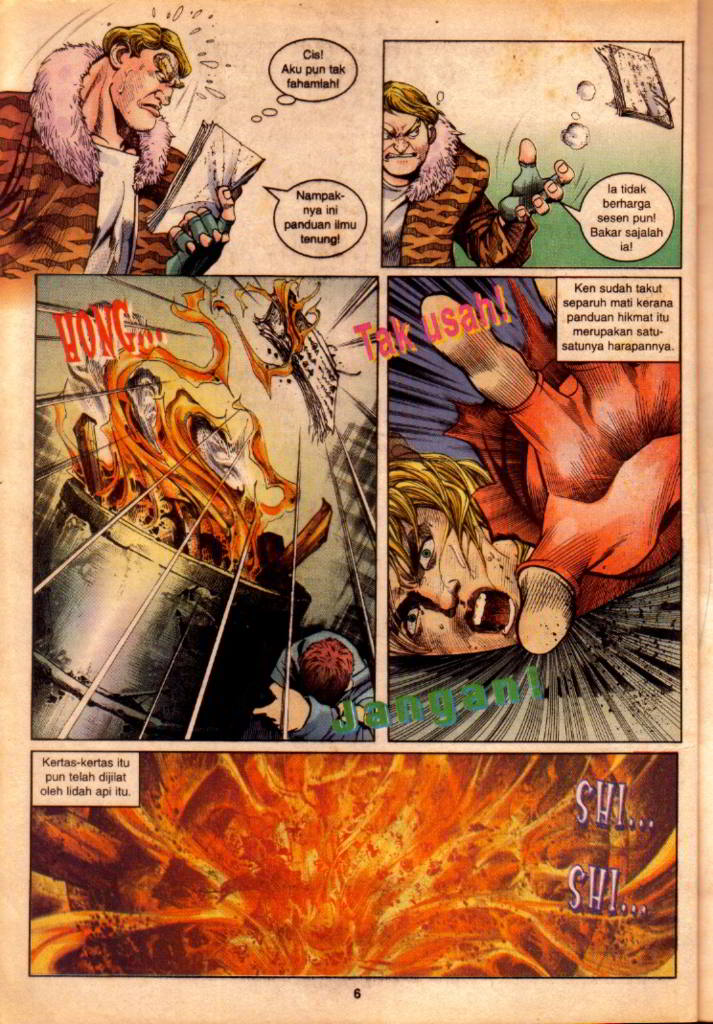 Cis!
Aku pun tak
fahamlah!
Nampak-
nya ini
panduan ilmu
tenung!
Ia tidak
berharga
sesen pun!
Bakar sajalah
ia!
HONG...
Tak usah!
Ken sudah takut
separuh mati kerana
panduan hikmat itu
merupakan satu-
satunya harapannya.
Jangan!
Kertas-kertas itu
pun telah dijilat
oleh lidah api itu.
SHI...
SHI...
6